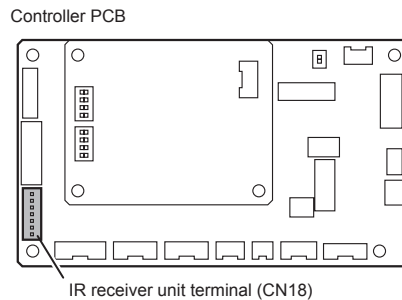 Controller PCB
IR receiver unit terminal (CN18)